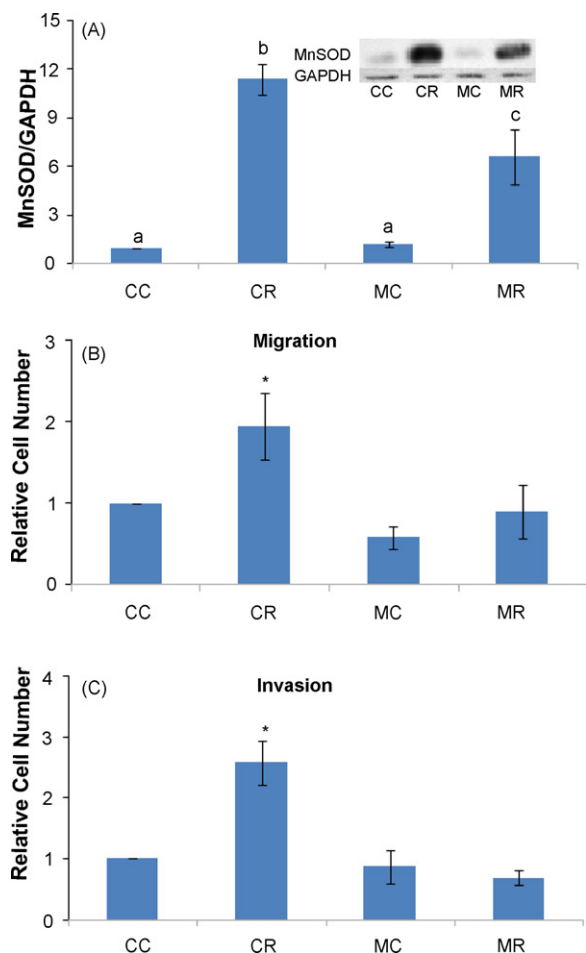 (A)
MnSOD/GAPDH
15
12
9
6
3
0
a
b
a
c
MnSOD
GAPDH
CC CR MC MR
CC CR MC MR
(B)
Migration
Relative Cell Number
3
2
1
0
*
CC CR MC MR
(C)
Invasion
Relative Cell Number
4
3
2
1
0
*
CC CR MC MR